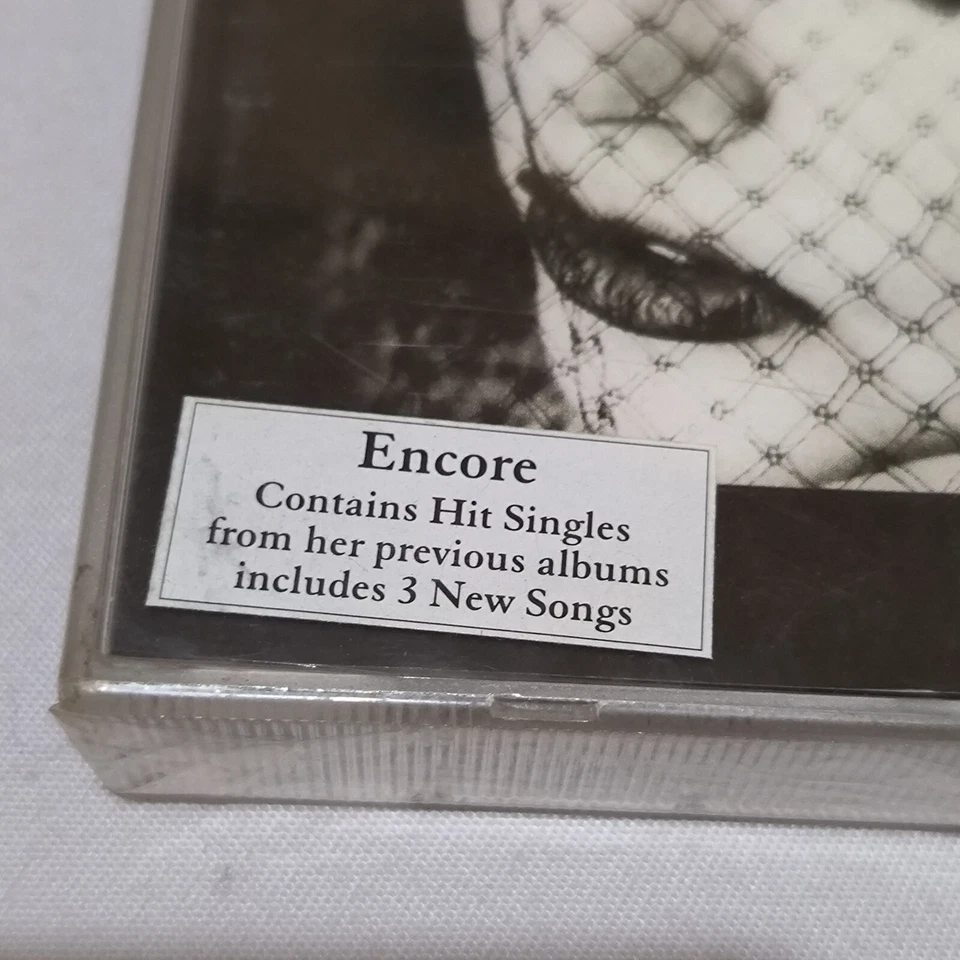 Encore
Contains Hit Singles
from her previous albums
includes 3 New Songs